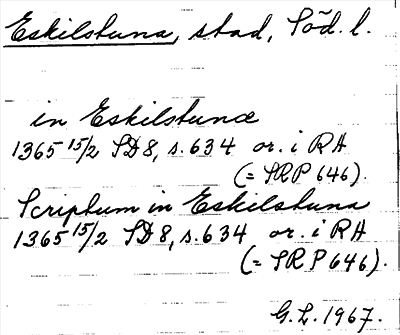 Eskilstuna, stad, Söd. l.
in Eskilstunæ
1365 15/2 SD 8, s. 634 or. i RA
(= SRP 646).
Scriptum in Eskilstuna
1365 15/2 SD 8, s. 634 or. i RA
(= SRP 646).
G. L. 1967.